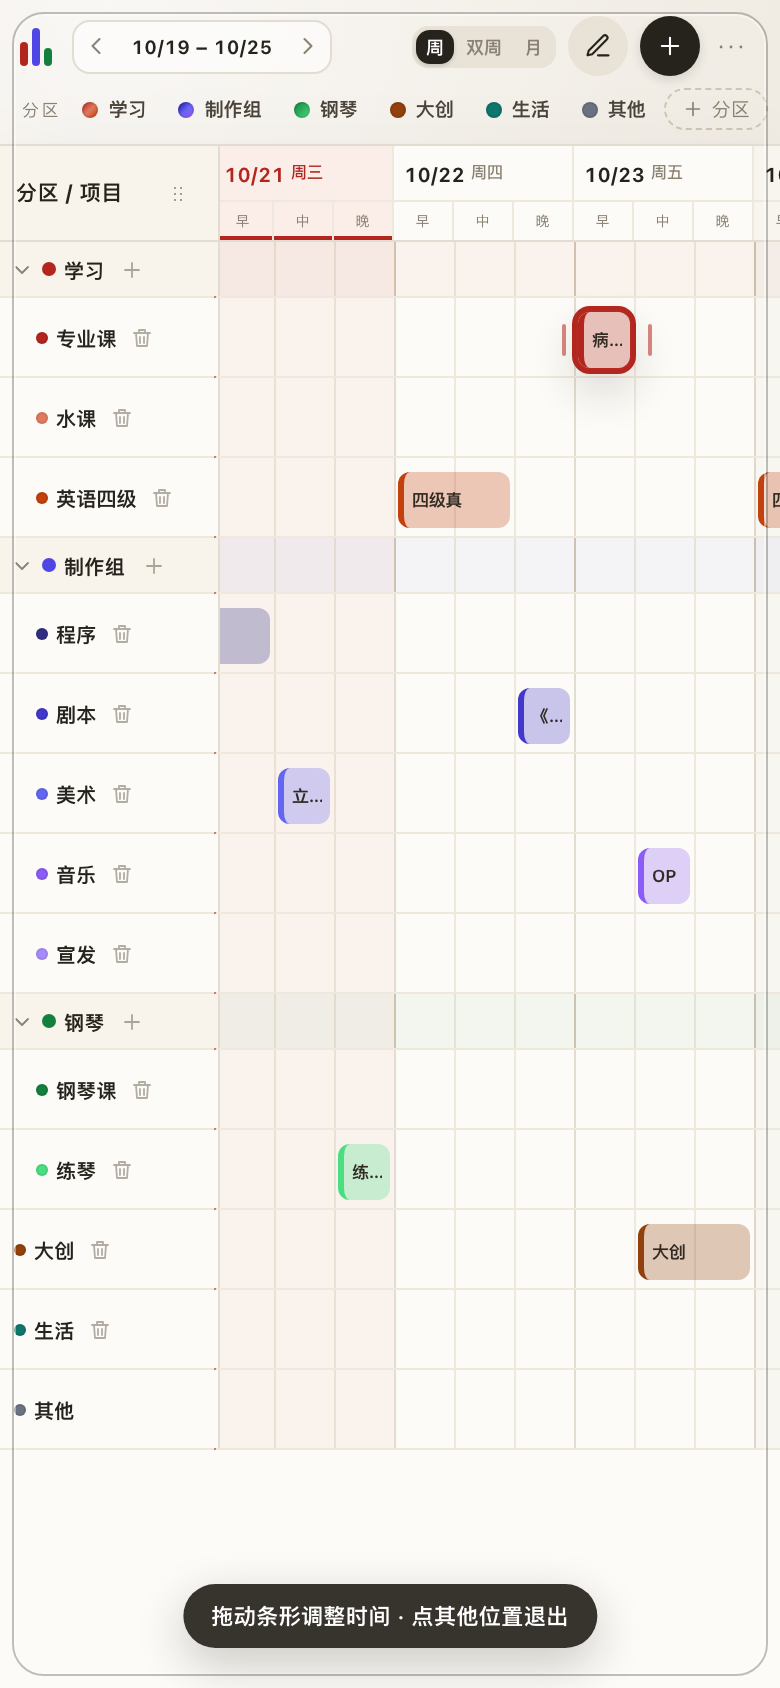 10/19 – 10/25
周 双周 月
···
分区 学习 制作组 钢琴 大创 生活 其他 + 分区
分区 / 项目
10/21 周三 10/22 周四 10/23 周五
早 中 晚 早 中 晚 早 中 晚
学习 +
专业课 病...
水课
英语四级 四级真
制作组 +
程序
剧本 《...
美术 立...
音乐 OP
宣发
钢琴 +
钢琴课
练琴 练...
大创 大创
生活
其他
拖动条形调整时间 · 点其他位置退出